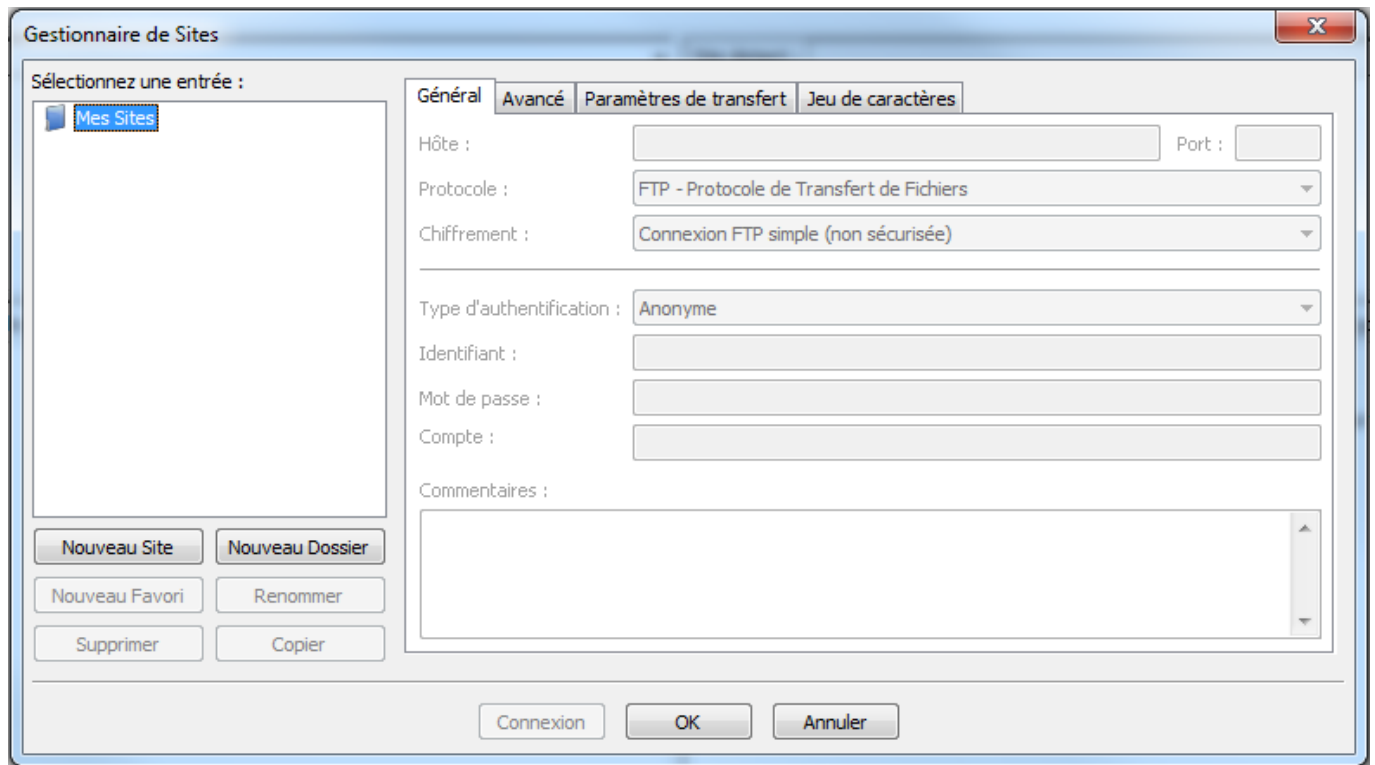 Gestionnaire de Sites
Sélectionnez une entrée :
Mes Sites
Nouveau Site Nouveau Dossier
Nouveau Favori Renommer
Supprimer Copier
Général Avancé Paramètres de transfert Jeu de caractères
Hôte : Port :
Protocole : FTP - Protocole de Transfert de Fichiers
Chiffrement : Connexion FTP simple (non sécurisée)
Type d'authentification : Anonyme
Identifiant :
Mot de passe :
Compte :
Commentaires :
Connexion OK Annuler